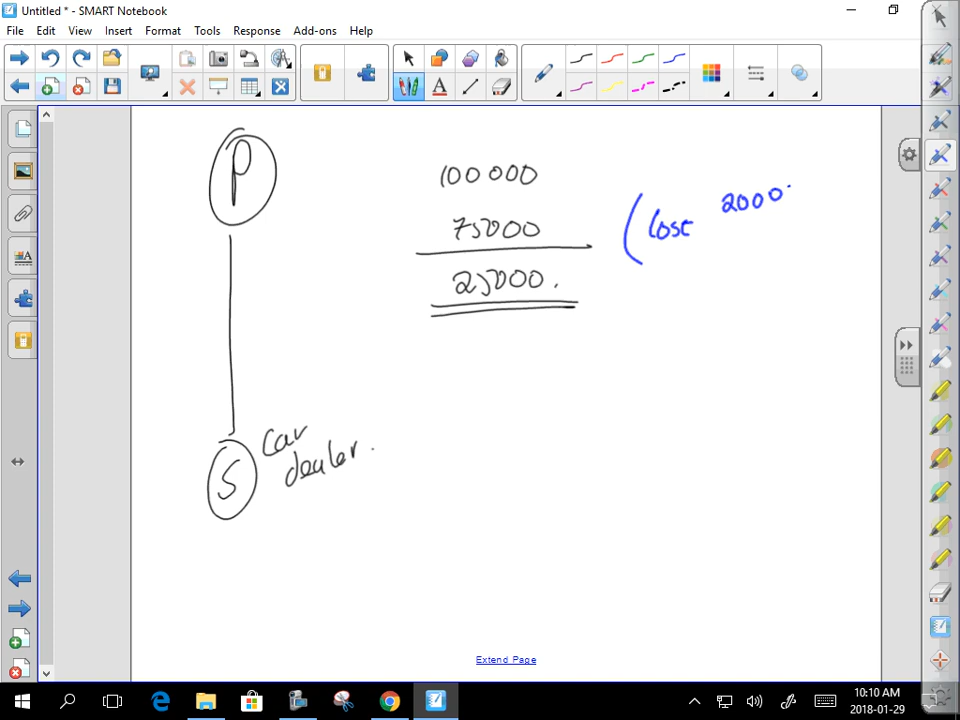 Untitled * - SMART Notebook
File Edit View Insert Format Tools Response Add-ons Help
P
100 000
75000
25000.
(Cost 2000.
Car
dealer.
S
Extend Page
10:10 AM
2018-01-29